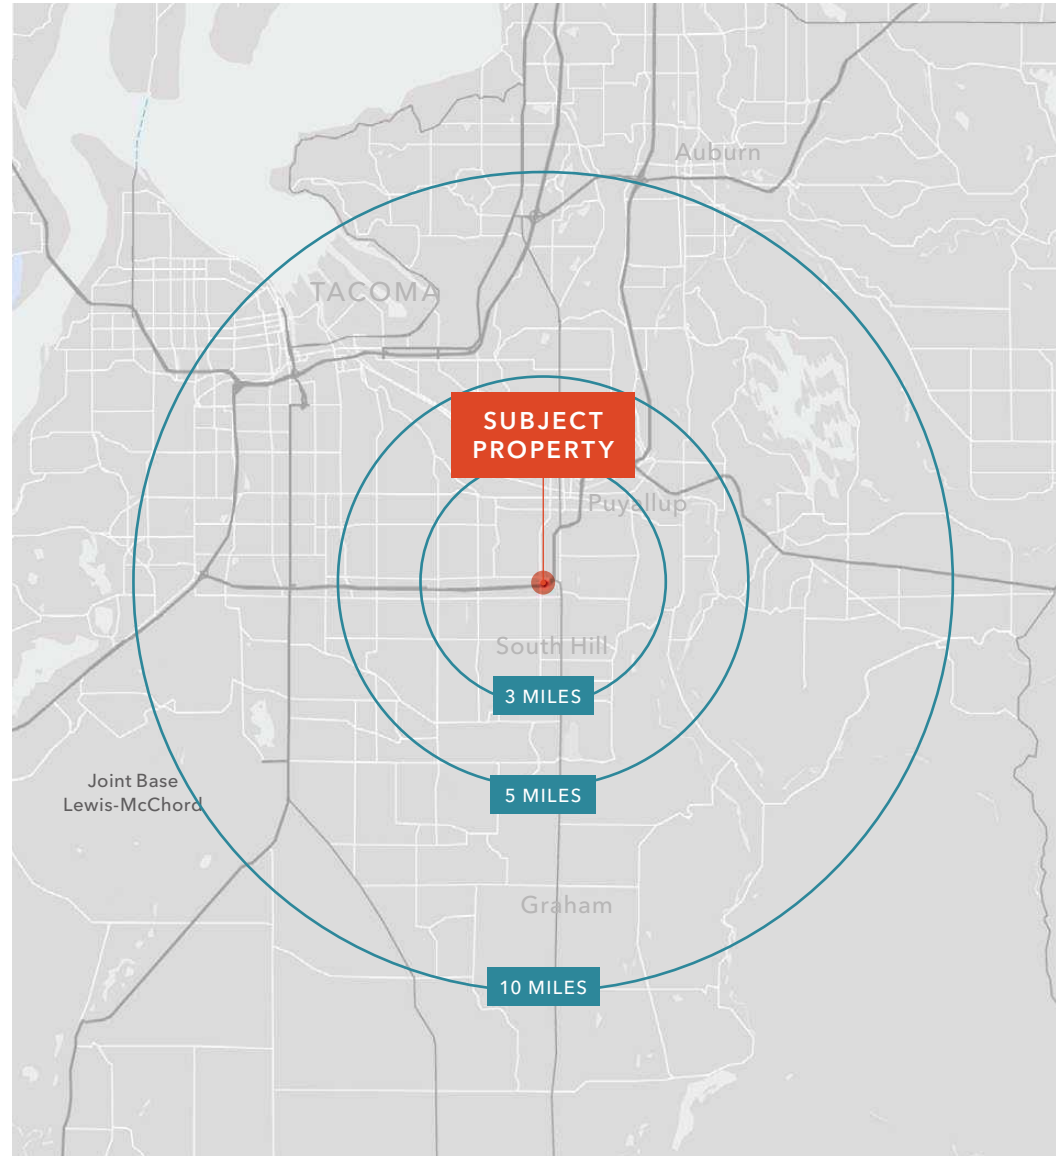 Auburn
TACOMA
SUBJECT
PROPERTY
Puyallup
South Hill
3 MILES
Joint Base
Lewis-McChord
5 MILES
Graham
10 MILES